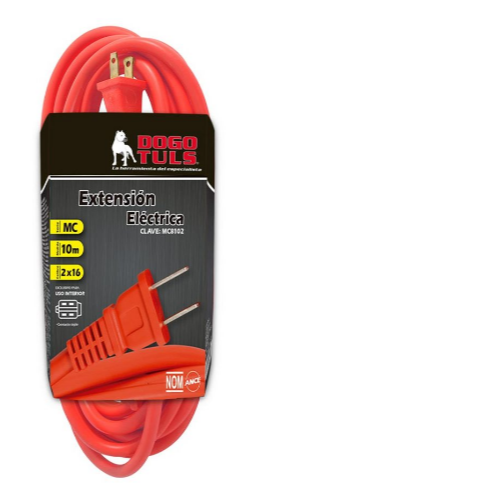 DOGO
TULS
La herramienta del especialista
Extensión
Eléctrica
CLAVE: MC8102
MC
10m
2x16
USO INTERIOR
NOM
ANCE